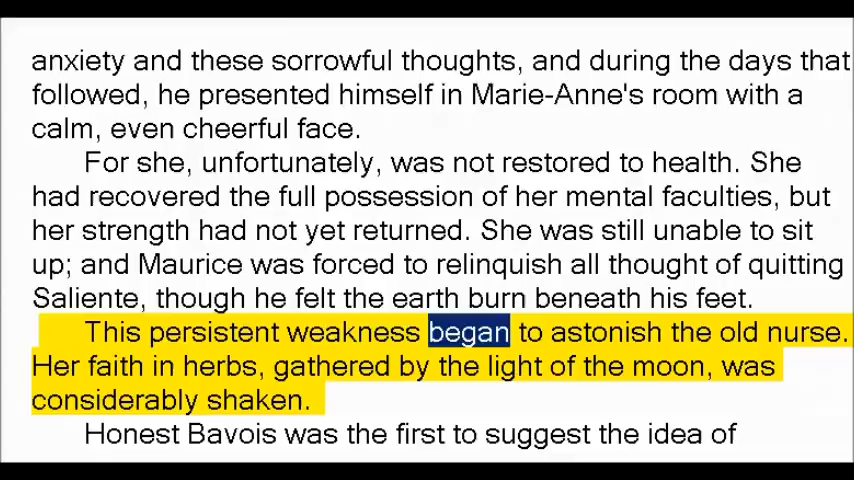 anxiety and these sorrowful thoughts, and during the days that
followed, he presented himself in Marie-Anne's room with a
calm, even cheerful face.
For she, unfortunately, was not restored to health. She
had recovered the full possession of her mental faculties, but
her strength had not yet returned. She was still unable to sit
up; and Maurice was forced to relinquish all thought of quitting
Saliente, though he felt the earth burn beneath his feet.
This persistent weakness began to astonish the old nurse.
Her faith in herbs, gathered by the light of the moon, was
considerably shaken.
Honest Bavois was the first to suggest the idea of